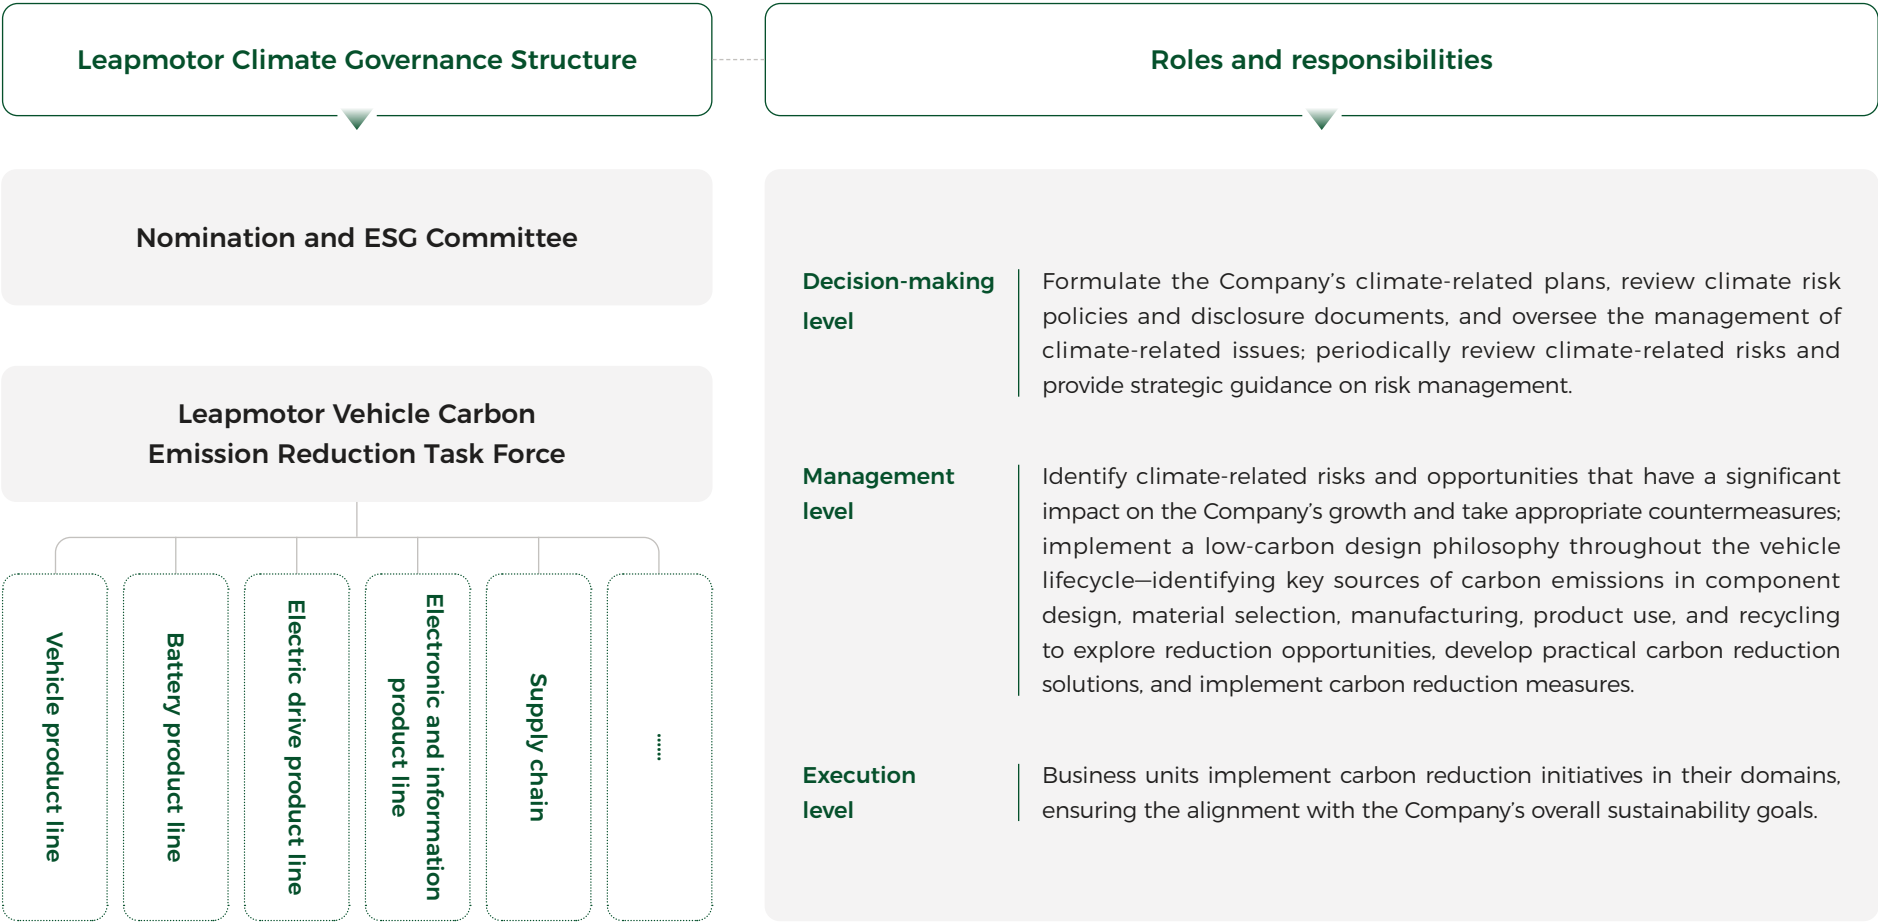 Leapmotor Climate Governance Structure
Roles and responsibilities
Nomination and ESG Committee
Leapmotor Vehicle Carbon
Emission Reduction Task Force
Vehicle product line
Battery product line
Electric drive product line
Electronic and information
product line
Supply chain
......
Decision-making
level
Formulate the Company’s climate-related plans, review climate risk
policies and disclosure documents, and oversee the management of
climate-related issues; periodically review climate-related risks and
provide strategic guidance on risk management.
Management
level
Identify climate-related risks and opportunities that have a significant
impact on the Company’s growth and take appropriate countermeasures;
implement a low-carbon design philosophy throughout the vehicle
lifecycle—identifying key sources of carbon emissions in component
design, material selection, manufacturing, product use, and recycling
to explore reduction opportunities, develop practical carbon reduction
solutions, and implement carbon reduction measures.
Execution
level
Business units implement carbon reduction initiatives in their domains,
ensuring the alignment with the Company’s overall sustainability goals.